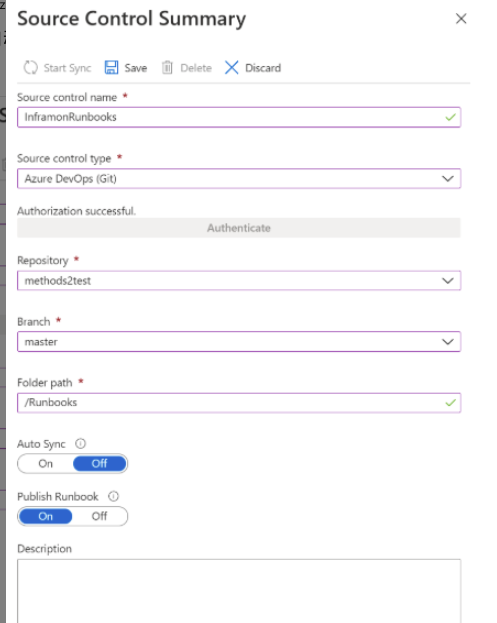 Source Control Summary
Start Sync Save Delete Discard
Source control name *
InframonRunbooks
Source control type *
Azure DevOps (Git)
Authorization successful.
Authenticate
Repository *
methods2test
Branch *
master
Folder path *
/Runbooks
Auto Sync
On Off
Publish Runbook
On Off
Description